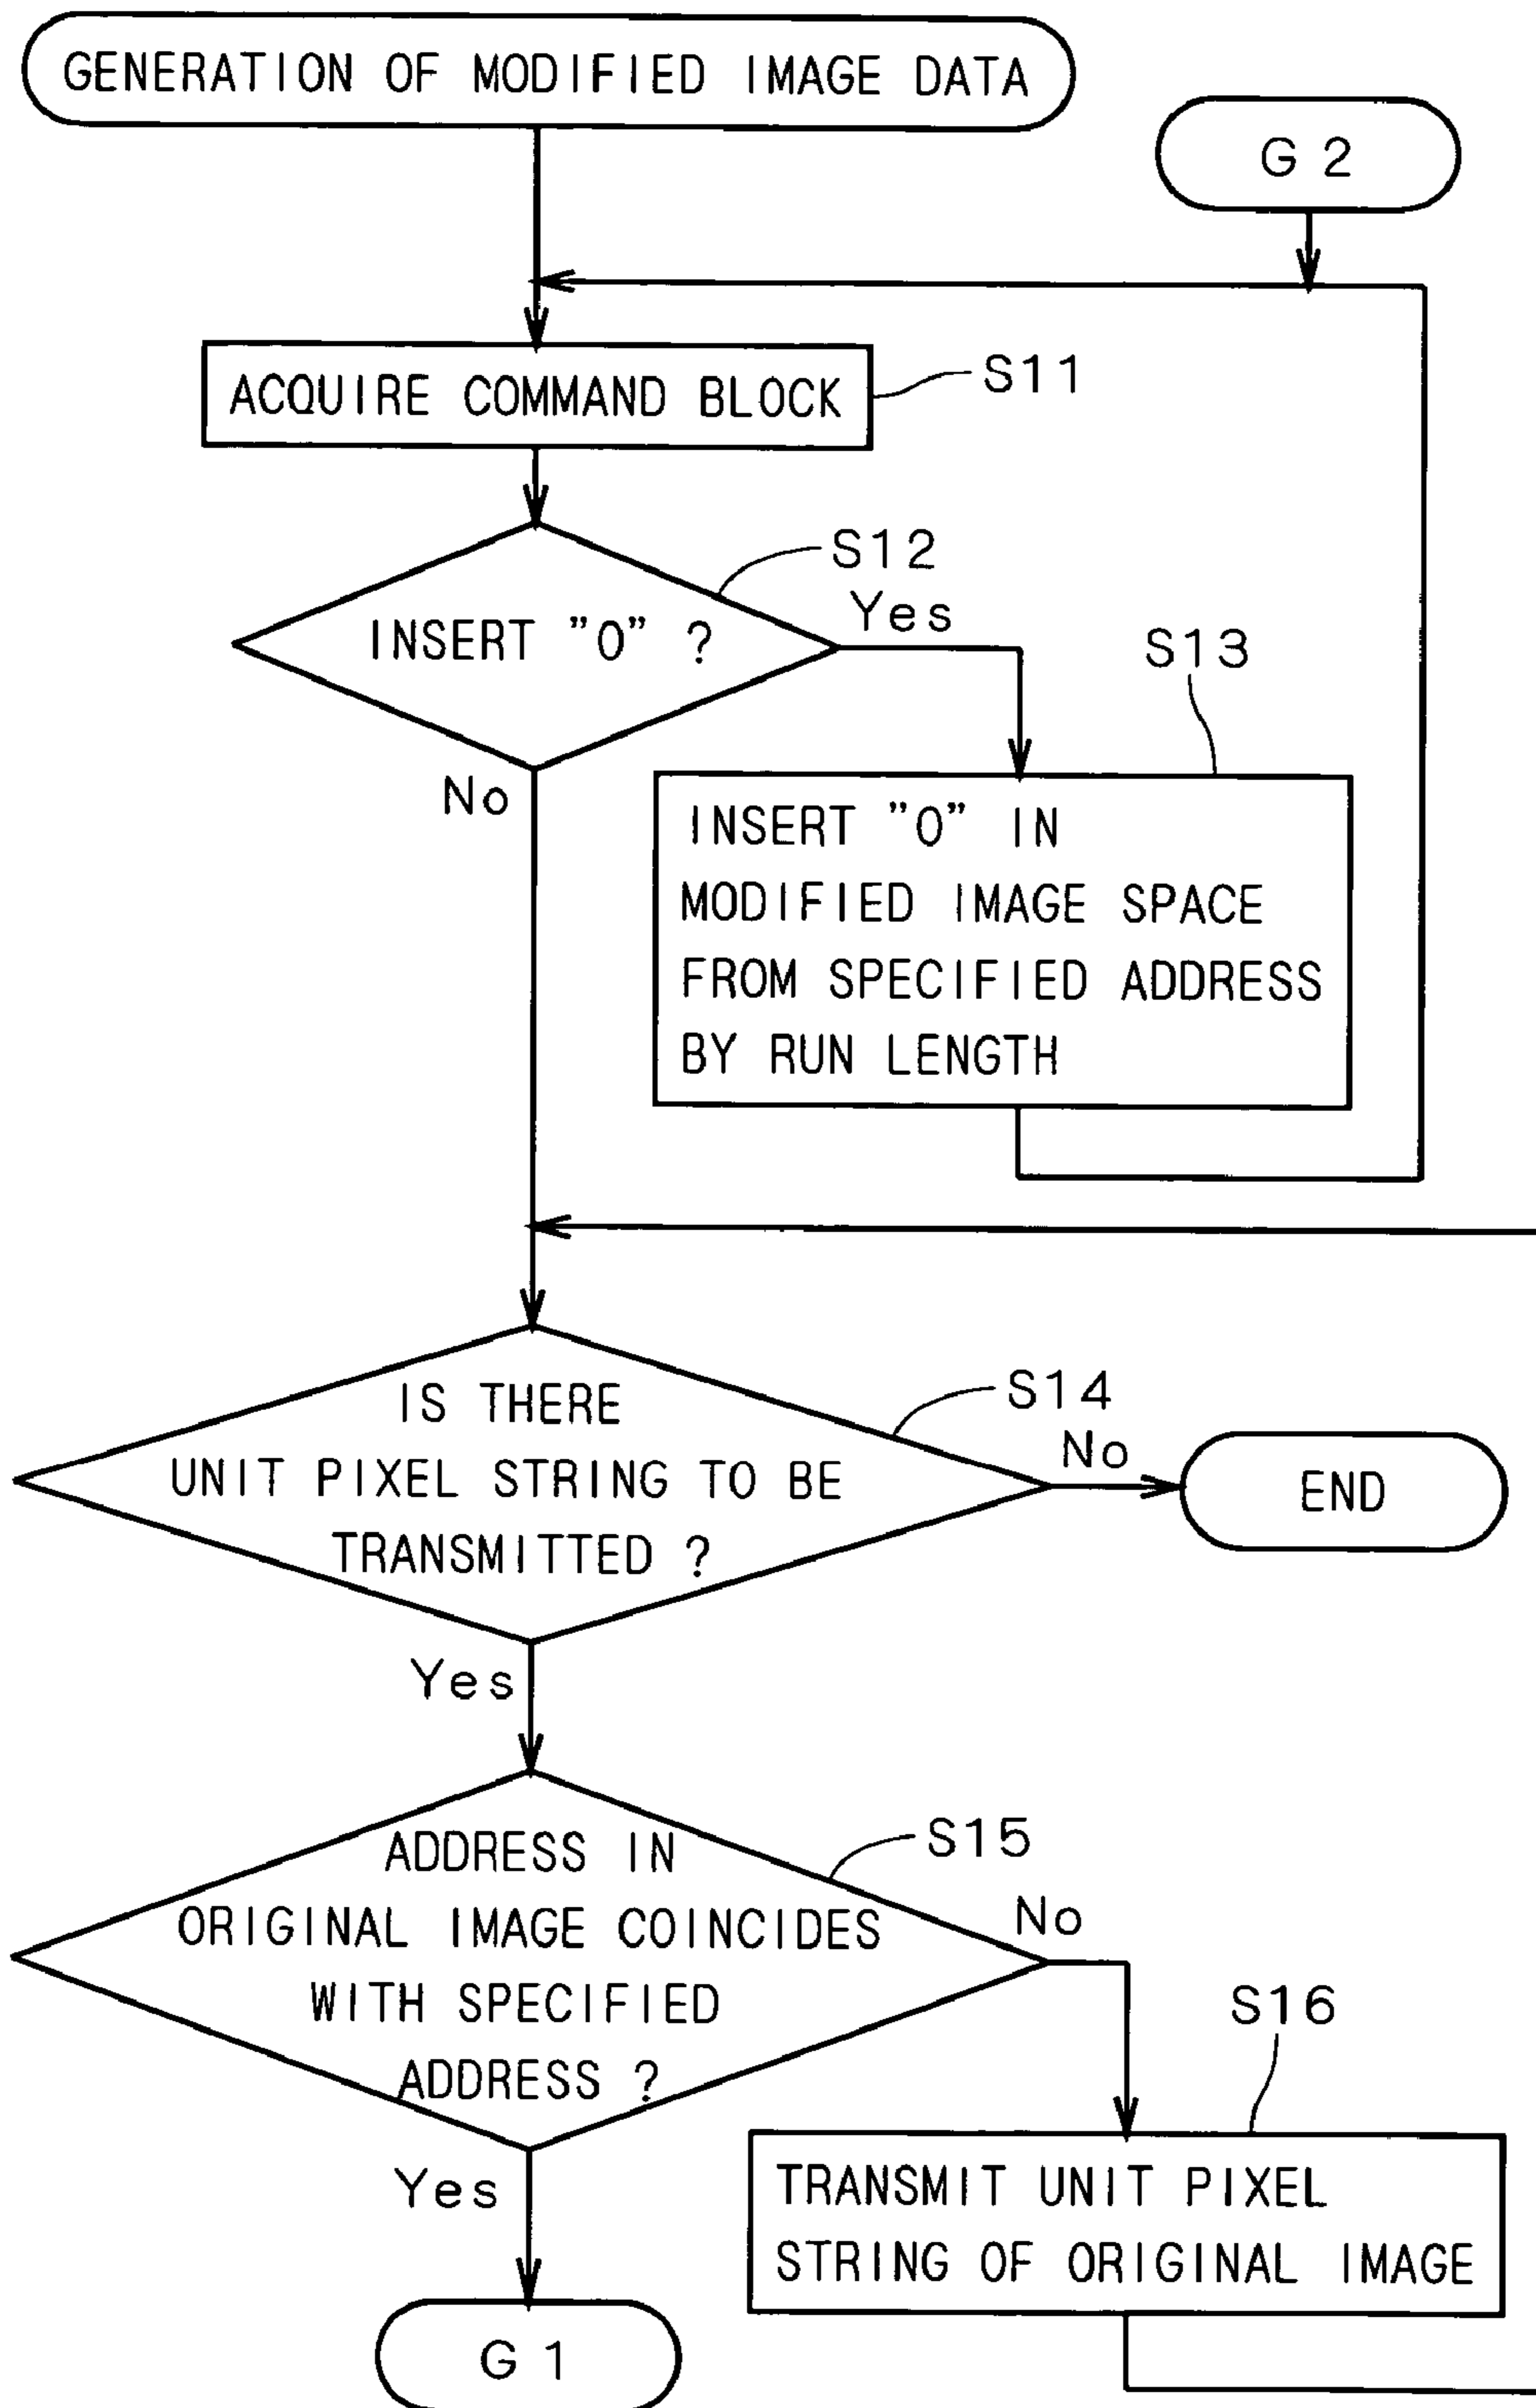 GENERATION OF MODIFIED IMAGE DATA
G 2
ACQUIRE COMMAND BLOCK
S11
S12
INSERT "0" ?
Yes
No
S13
INSERT "0" IN
MODIFIED IMAGE SPACE
FROM SPECIFIED ADDRESS
BY RUN LENGTH
IS THERE
UNIT PIXEL STRING TO BE
TRANSMITTED ?
S14
No
END
Yes
ADDRESS IN
ORIGINAL IMAGE COINCIDES
WITH SPECIFIED
ADDRESS ?
S15
No
Yes
S16
TRANSMIT UNIT PIXEL
STRING OF ORIGINAL IMAGE
G 1